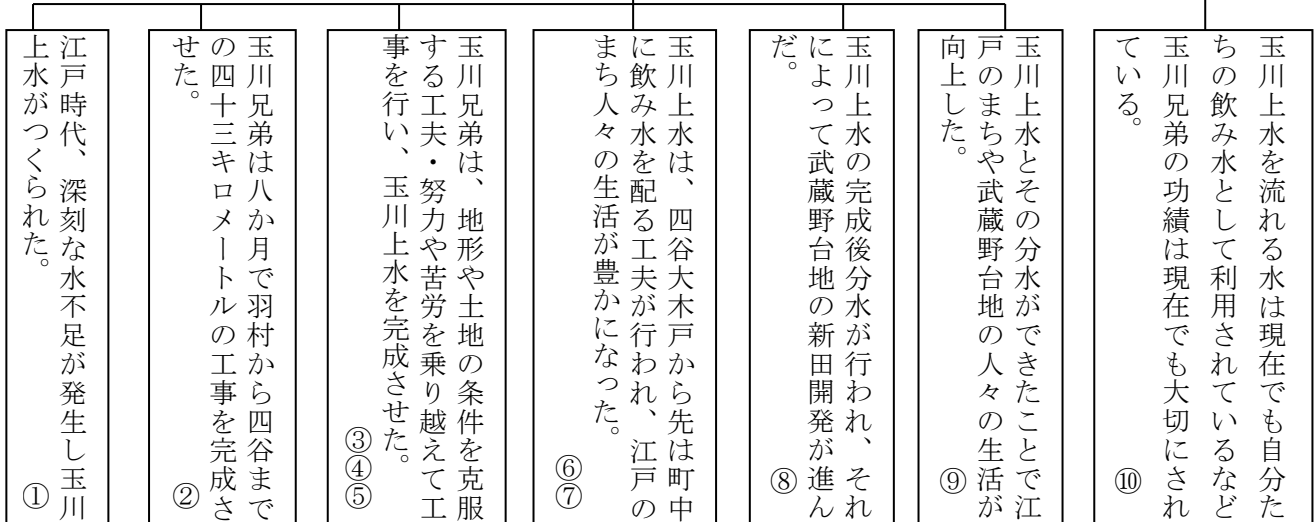 玉川上水を流れる水は現在でも自分た
ちの飲み水として利用されているなど
玉川兄弟の功績は現在でも大切にされ
ている。
⑩
玉川上水とその分水ができたことで江
戸のまちや武蔵野台地の人々の生活が
向上した。
⑨
玉川上水の完成後分水が行われ、それ
によって武蔵野台地の新田開発が進ん
だ。
⑧
玉川上水は、四谷大木戸から先は町中
に飲み水を配る工夫が行われ、江戸の
まち人々の生活が豊かになった。
⑥⑦
玉川兄弟は、地形や土地の条件を克服
する工夫・努力や苦労を乗り越えて工
事を行い、玉川上水を完成させた。
③④⑤
玉川兄弟は八か月で羽村から四谷まで
の四十三キロメートルの工事を完成さ
せた。
②
江戸時代、深刻な水不足が発生し玉川
上水がつくられた。
①